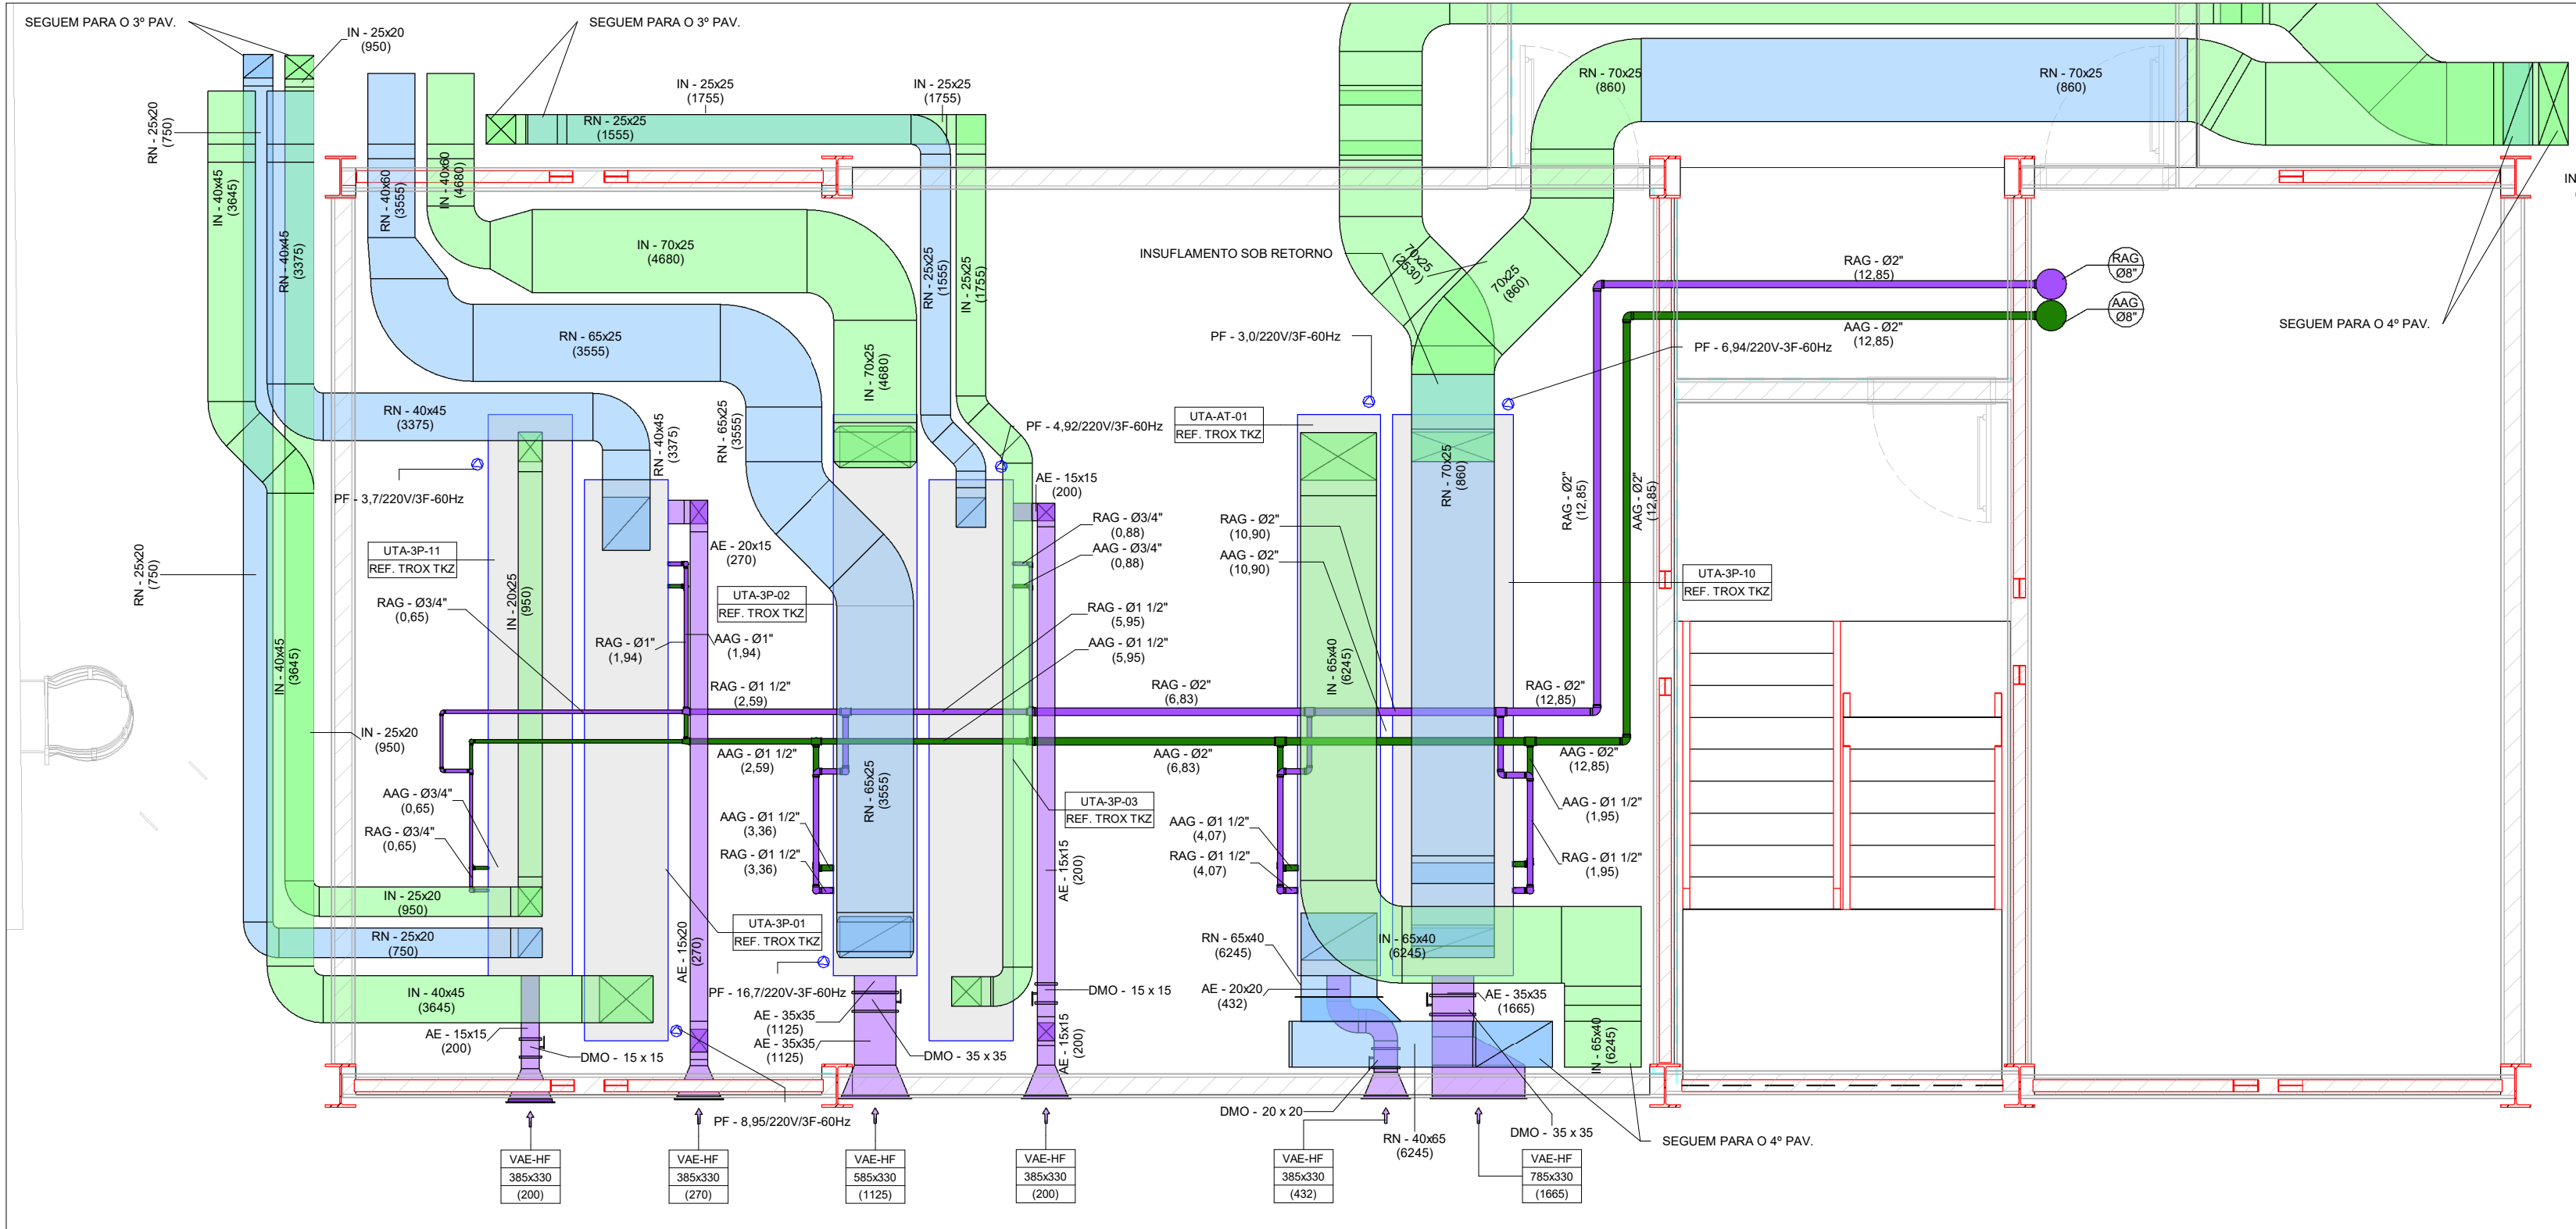 SEGUEM PARA O 3º PAV.
IN - 25x20
(950)
SEGUEM PARA O 3º PAV.
IN - 25x25
(1755)
IN - 25x25
(1755)
RN - 25x25
(1555)
RN - 70x25
(860)
RN - 70x25
(860)
RN - 25x20
(750)
IN - 40x45
(3645)
RN - 40x45
(3375)
RN - 40x60
(3555)
IN - 40x60
(4680)
IN
IN - 70x25
(4680)
RN - 25x25
(1555)
IN - 25x25
(1755)
INSUFLAMENTO SOB RETORNO
70x25
(2530)
70x25
(860)
RAG - Ø2"
(12,85)
RAG
Ø8"
AAG
Ø8"
AAG - Ø2"
(12,85)
SEGUEM PARA O 4º PAV.
RN - 65x25
(3555)
IN - 70x25
(4680)
PF - 3,0/220V/3F-60Hz
PF - 6,94/220V-3F-60Hz
RN - 40x45
(3375)
RN - 40x45
(3375)
RN - 65x25
(3555)
PF - 4,92/220V/3F-60Hz
UTA-AT-01
REF. TROX TKZ
RN - 70x25
(860)
PF - 3,7/220V/3F-60Hz
AE - 15x15
(200)
RAG - Ø2"
(12,85)
AAG - Ø2"
(12,85)
RAG - Ø3/4"
(0,88)
AAG - Ø3/4"
(0,88)
RAG - Ø2"
(10,90)
AAG - Ø2"
(10,90)
UTA-3P-11
REF. TROX TKZ
AE - 20x15
(270)
UTA-3P-02
REF. TROX TKZ
UTA-3P-10
REF. TROX TKZ
RN - 25x20
(750)
IN - 20x25
(950)
RAG - Ø3/4"
(0,65)
RAG - Ø1"
(1,94)
AAG - Ø1"
(1,94)
RAG - Ø1 1/2"
(5,95)
AAG - Ø1 1/2"
(5,95)
IN - 40x45
(3645)
IN - 65x40
(6245)
RAG - Ø1 1/2"
(2,59)
RAG - Ø2"
(6,83)
RAG - Ø2"
(12,85)
IN - 25x20
(950)
AAG - Ø1 1/2"
(2,59)
AAG - Ø2"
(6,83)
AAG - Ø2"
(12,85)
AAG - Ø3/4"
(0,65)
RAG - Ø3/4"
(0,65)
AAG - Ø1 1/2"
(3,36)
RAG - Ø1 1/2"
(3,36)
RN - 65x25
(3555)
UTA-3P-03
REF. TROX TKZ
AAG - Ø1 1/2"
(4,07)
RAG - Ø1 1/2"
(4,07)
AAG - Ø1 1/2"
(1,95)
RAG - Ø1 1/2"
(1,95)
AE - 15x15
(200)
IN - 25x20
(950)
RN - 25x20
(750)
UTA-3P-01
REF. TROX TKZ
AE - 15x20
(270)
RN - 65x40
(6245)
IN - 65x40
(6245)
IN - 40x45
(3645)
PF - 16,7/220V-3F-60Hz
DMO - 15 x 15
AE - 20x20
(432)
AE - 35x35
(1665)
AE - 35x35
(1125)
AE - 35x35
(1125)
AE - 15x15
(200)
DMO - 15 x 15
DMO - 35 x 35
AE - 15x15
(200)
IN - 65x40
(6245)
PF - 8,95/220V/3F-60Hz
DMO - 20 x 20
RN - 40x65
(6245)
DMO - 35 x 35
SEGUEM PARA O 4º PAV.
VAE-HF
385x330
(200)
VAE-HF
385x330
(270)
VAE-HF
585x330
(1125)
VAE-HF
385x330
(200)
VAE-HF
385x330
(432)
VAE-HF
785x330
(1665)